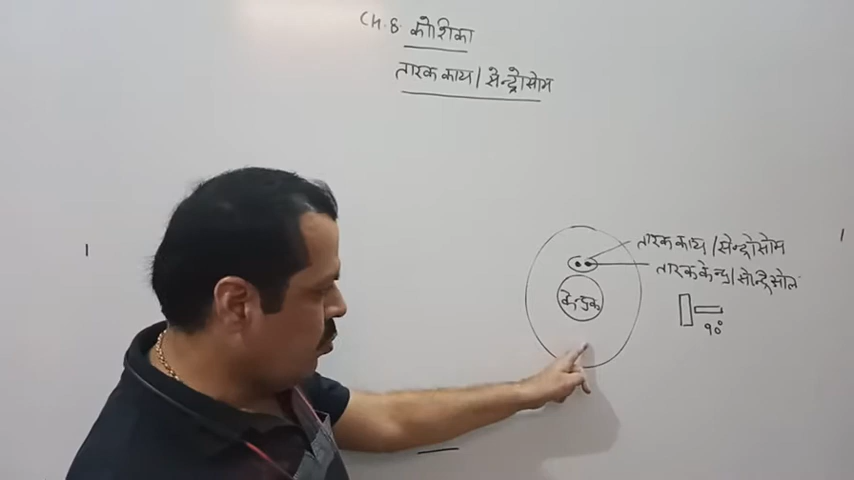 Ch. 8. कोशिका
तारक काय / सेन्ट्रोसोम
तारक काय / सेन्ट्रोसोम
तारक केन्द्र / सेन्ट्रीओल
केन्द्रक
90°